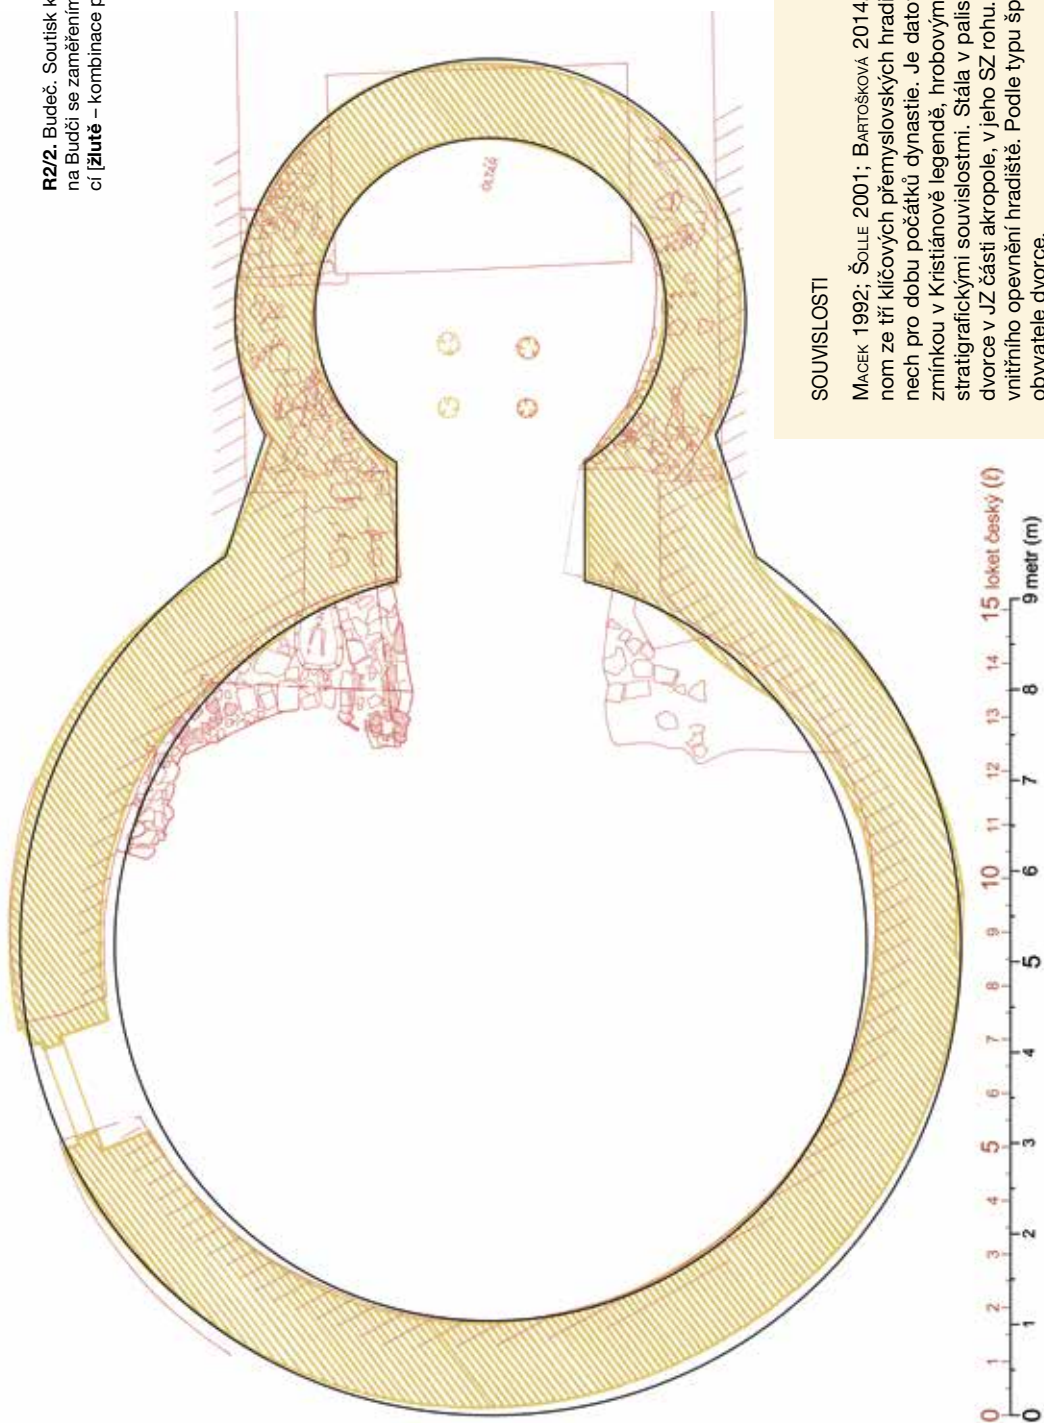 R2/2. Budeč. Soutisk
na Budči se zaměřením
cí [žlutě – kombinace
OLTÁŘ
SOUVISLOSTI
MACEK 1992; ŠOLLE 2001; BARTOŠKOVÁ 2014.
nom ze tří klíčových přemyslovských hradi
nech pro dobu počátků dynastie. Je dato
zmínkou v Kristiánově legendě, hrobovým
stratigrafickými souvislostmi. Stála v palis
dvorce v JZ části akropole, v jeho SZ rohu.
vnitřního opevnění hradiště. Podle typu šp
obyvatele dvorce.
0 1 2 3 4 5 6 7 8 9 10 11 12 13 14 15 loket český (ℓ)
0 1 2 3 4 5 6 7 8 9 metr (m)